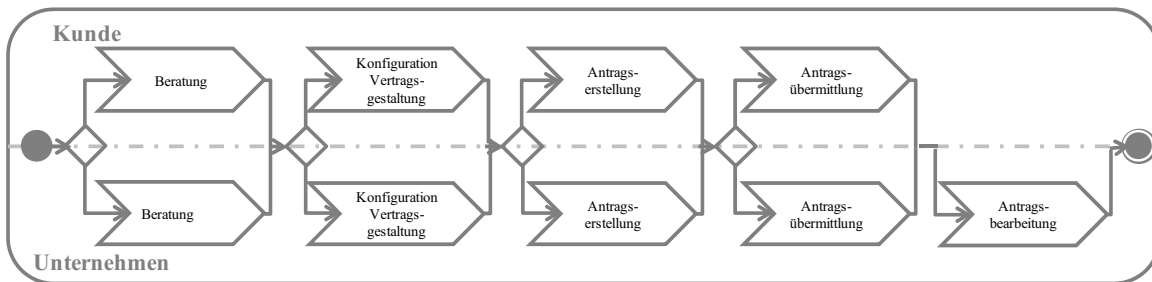 Kunde
Beratung
Konfiguration
Vertrags-
gestaltung
Antrags-
erstellung
Antrags-
übermittlung
Beratung
Konfiguration
Vertrags-
gestaltung
Antrags-
erstellung
Antrags-
übermittlung
Antrags-
bearbeitung
Unternehmen